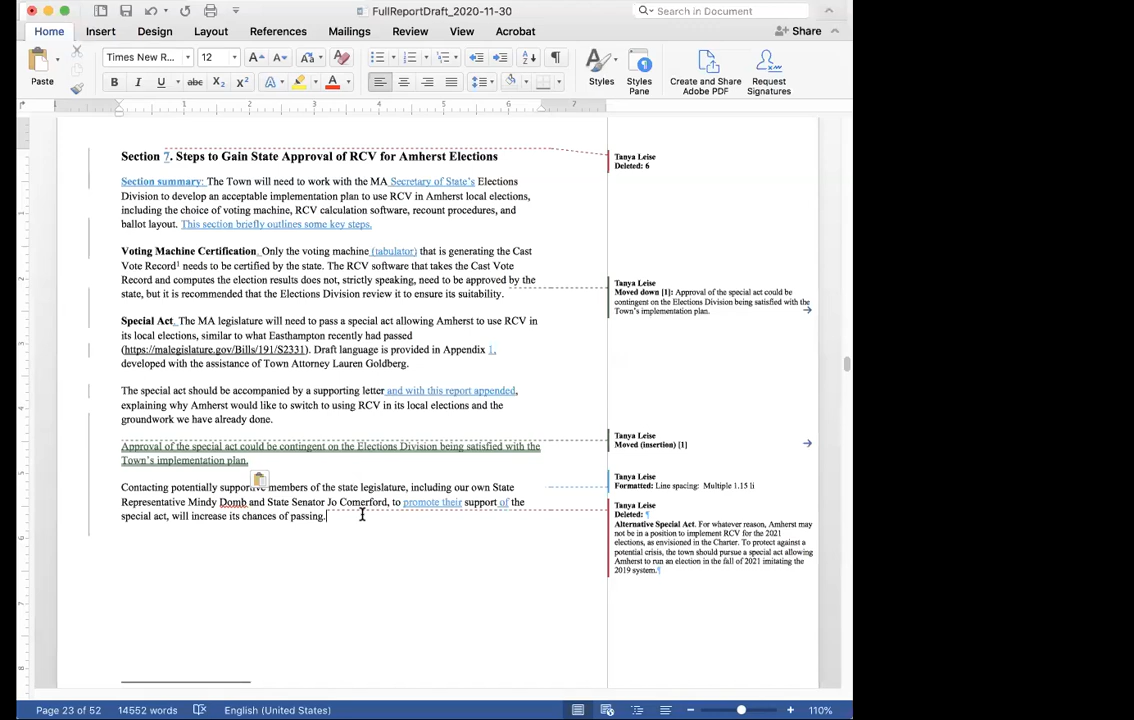 FullReportDraft_2020-11-30
Search in Document
Home Insert Design Layout References Mailings Review View Acrobat
Share
Paste
Times New R...
12
Styles
Styles Pane
Create and Share Adobe PDF
Request Signatures
Section 7. Steps to Gain State Approval of RCV for Amherst Elections
Section summary: The Town will need to work with the MA Secretary of State's Elections
Division to develop an acceptable implementation plan to use RCV in Amherst local elections,
including the choice of voting machine, RCV calculation software, recount procedures, and
ballot layout. This section briefly outlines some key steps.
Voting Machine Certification. Only the voting machine (tabulator) that is generating the Cast
Vote Record¹ needs to be certified by the state. The RCV software that takes the Cast Vote
Record and computes the election results does not, strictly speaking, need to be approved by the
state, but it is recommended that the Elections Division review it to ensure its suitability.
Special Act. The MA legislature will need to pass a special act allowing Amherst to use RCV in
its local elections, similar to what Easthampton recently had passed
(https://malegislature.gov/Bills/191/S2331). Draft language is provided in Appendix 1,
developed with the assistance of Town Attorney Lauren Goldberg.
The special act should be accompanied by a supporting letter and with this report appended,
explaining why Amherst would like to switch to using RCV in its local elections and the
groundwork we have already done.
Approval of the special act could be contingent on the Elections Division being satisfied with the
Town's implementation plan.
Contacting potentially supportive members of the state legislature, including our own State
Representative Mindy Domb and State Senator Jo Comerford, to promote their support of the
special act, will increase its chances of passing.
Tanya Leise
Deleted: 6
Tanya Leise
Moved down [1]: Approval of the special act could be
contingent on the Elections Division being satisfied with the
Town's implementation plan.
Tanya Leise
Moved (insertion) [1]
Tanya Leise
Formatted: Line spacing: Multiple 1.15 li
Tanya Leise
Deleted: ¶
Alternative Special Act. For whatever reason, Amherst may
not be in a position to implement RCV for the 2021
elections, as envisioned in the Charter. To protect against a
potential crisis, the town should pursue a special act allowing
Amherst to run an election in the fall of 2021 imitating the
2019 system.¶
Page 23 of 52 14552 words English (United States) 110%